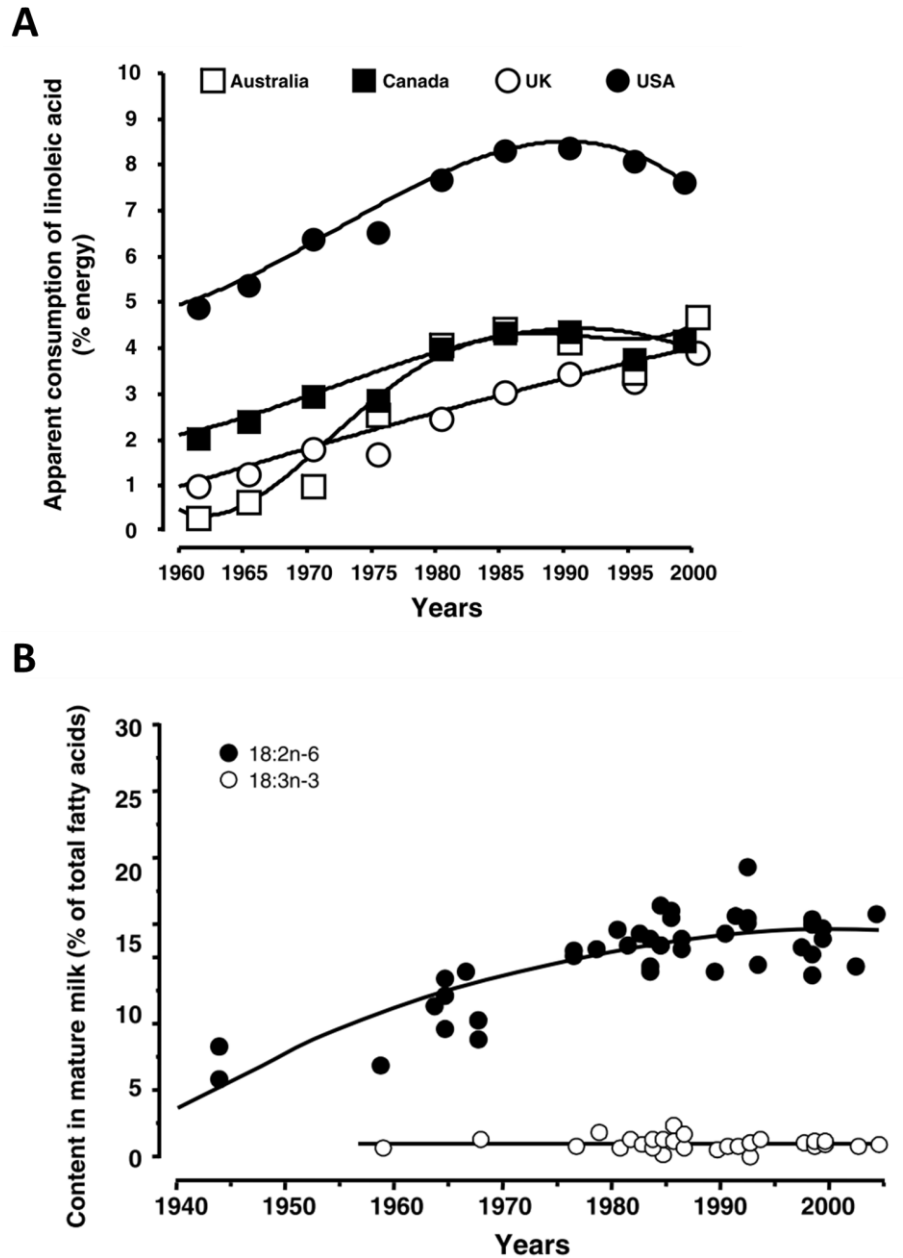 A
Apparent consumption of linoleic acid
(% energy)
10
9
8
7
6
5
4
3
2
1
0
Australia Canada UK USA
1960 1965 1970 1975 1980 1985 1990 1995 2000
Years
B
Content in mature milk (% of total fatty acids)
30
25
20
15
10
5
0
18:2n-6
18:3n-3
1940 1950 1960 1970 1980 1990 2000
Years